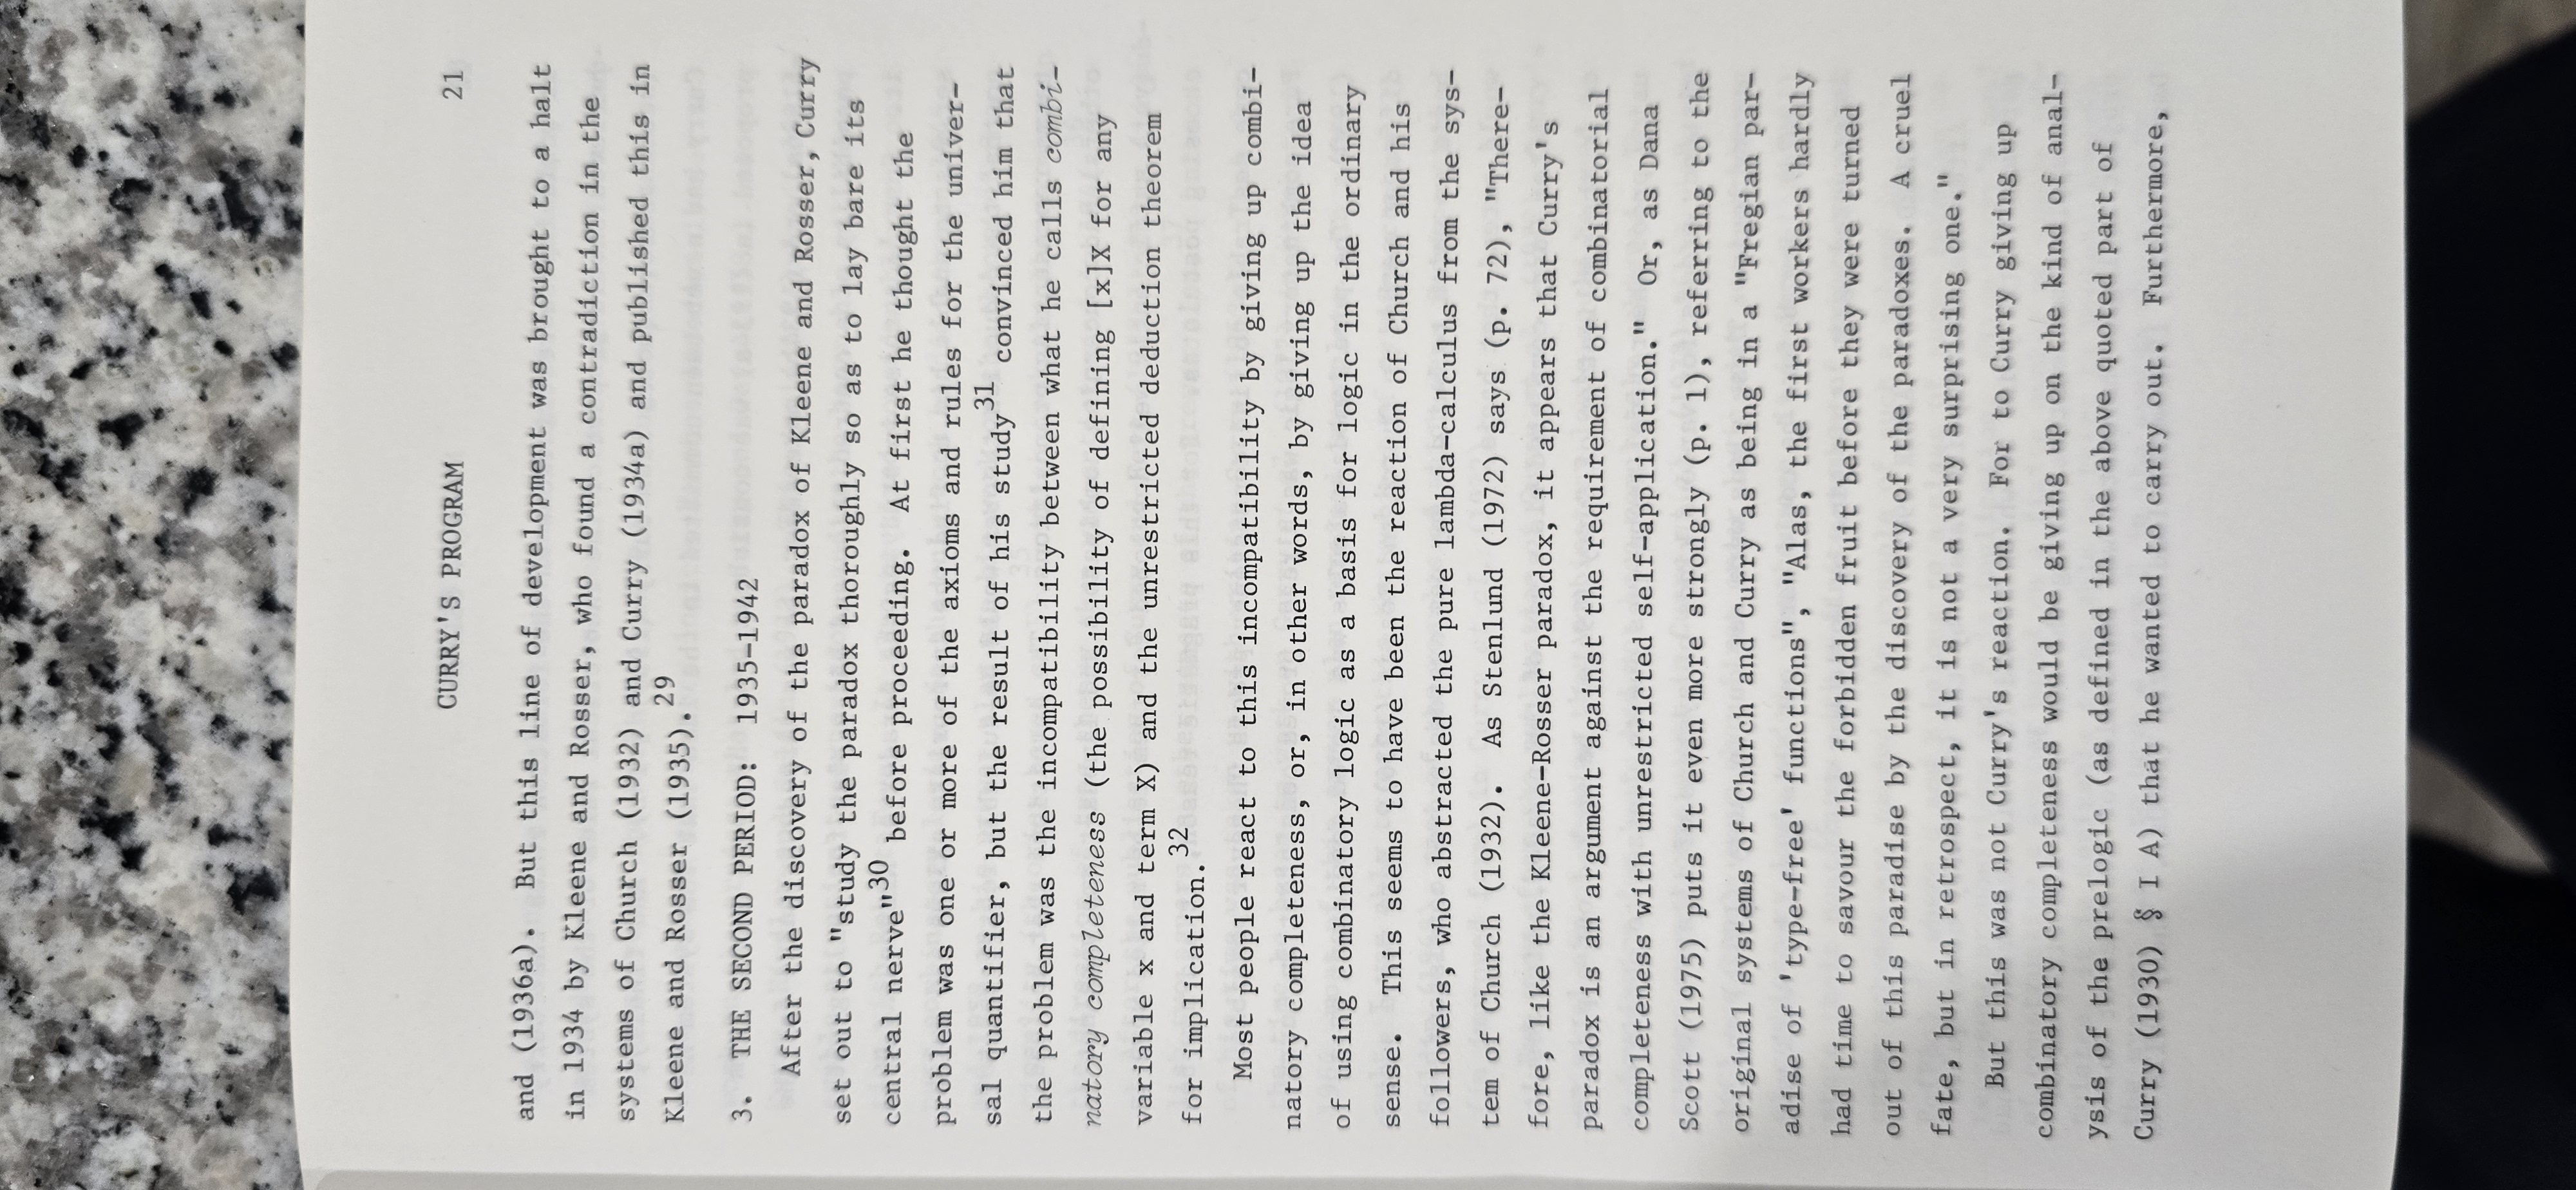 CURRY'S PROGRAM 21
and (1936a). But this line of development was brought to a halt
in 1934 by Kleene and Rosser, who found a contradiction in the
systems of Church (1932) and Curry (1934a) and published this in
Kleene and Rosser (1935).29
3. THE SECOND PERIOD: 1935-1942
After the discovery of the paradox of Kleene and Rosser, Curry
set out to "study the paradox thoroughly so as to lay bare its
central nerve"30 before proceeding. At first he thought the
problem was one or more of the axioms and rules for the univer-
sal quantifier, but the result of his study31 convinced him that
the problem was the incompatibility between what he calls combi-
natory completeness (the possibility of defining [x]X for any
variable x and term X) and the unrestricted deduction theorem
for implication.32
Most people react to this incompatibility by giving up combi-
natory completeness, or, in other words, by giving up the idea
of using combinatory logic as a basis for logic in the ordinary
sense. This seems to have been the reaction of Church and his
followers, who abstracted the pure lambda-calculus from the sys-
tem of Church (1932). As Stenlund (1972) says (p. 72), "There-
fore, like the Kleene-Rosser paradox, it appears that Curry's
paradox is an argument against the requirement of combinatorial
completeness with unrestricted self-application." Or, as Dana
Scott (1975) puts it even more strongly (p. 1), referring to the
original systems of Church and Curry as being in a "Fregian par-
adise of 'type-free' functions", "Alas, the first workers hardly
had time to savour the forbidden fruit before they were turned
out of this paradise by the discovery of the paradoxes. A cruel
fate, but in retrospect, it is not a very surprising one."
But this was not Curry's reaction. For to Curry giving up
combinatory completeness would be giving up on the kind of anal-
ysis of the prelogic (as defined in the above quoted part of
Curry (1930) § I A) that he wanted to carry out. Furthermore,